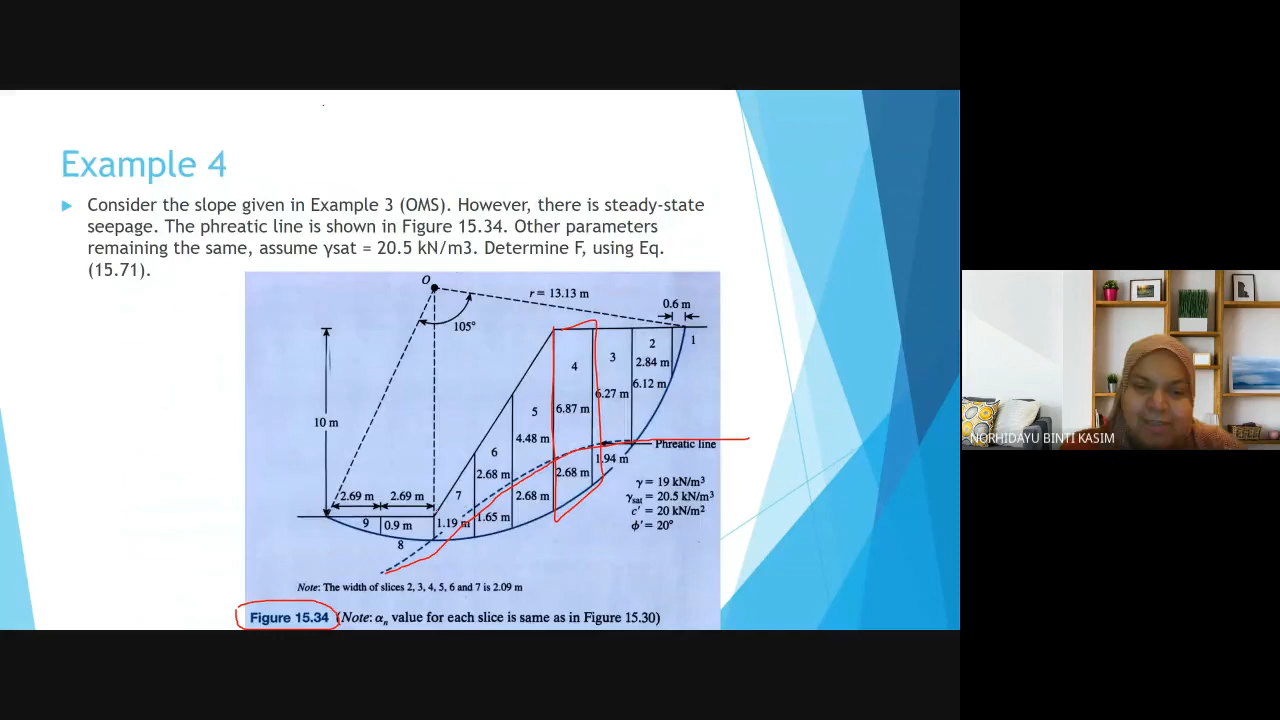 Example 4
Consider the slope given in Example 3 (OMS). However, there is steady-state
seepage. The phreatic line is shown in Figure 15.34. Other parameters
remaining the same, assume γsat = 20.5 kN/m3. Determine F, using Eq.
(15.71).
O
r = 13.13 m
0.6 m
105°
1
2
2.84 m
3
4
6.12 m
6.27 m
5
6.87 m
10 m
4.48 m
Phreatic line
6
1.94 m
2.68 m
2.68 m
γ = 19 kN/m³
2.69 m 2.69 m
7
2.68 m
γsat = 20.5 kN/m³
c′ = 20 kN/m²
1.65 m
9
0.9 m
1.19 m
ϕ′ = 20°
8
Note: The width of slices 2, 3, 4, 5, 6 and 7 is 2.09 m
Figure 15.34 (Note: αn value for each slice is same as in Figure 15.30)
NORHIDAYU BINTI KASIM